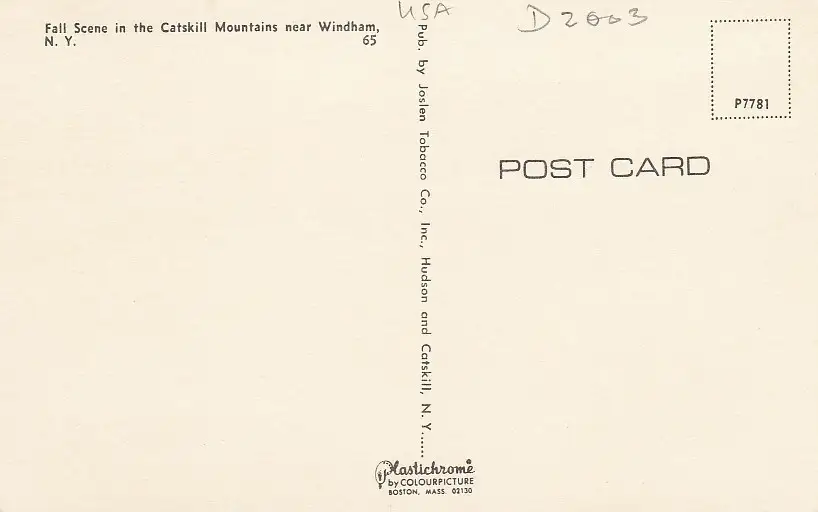 Fall Scene in the Catskill Mountains near Windham,
N. Y. 65
USA
D2003
P7781
POST CARD
Pub. by Joslen Tobacco Co., Inc., Hudson and Catskill, N. Y.......
Plastichrome
by COLOURPICTURE
BOSTON, MASS. 02130